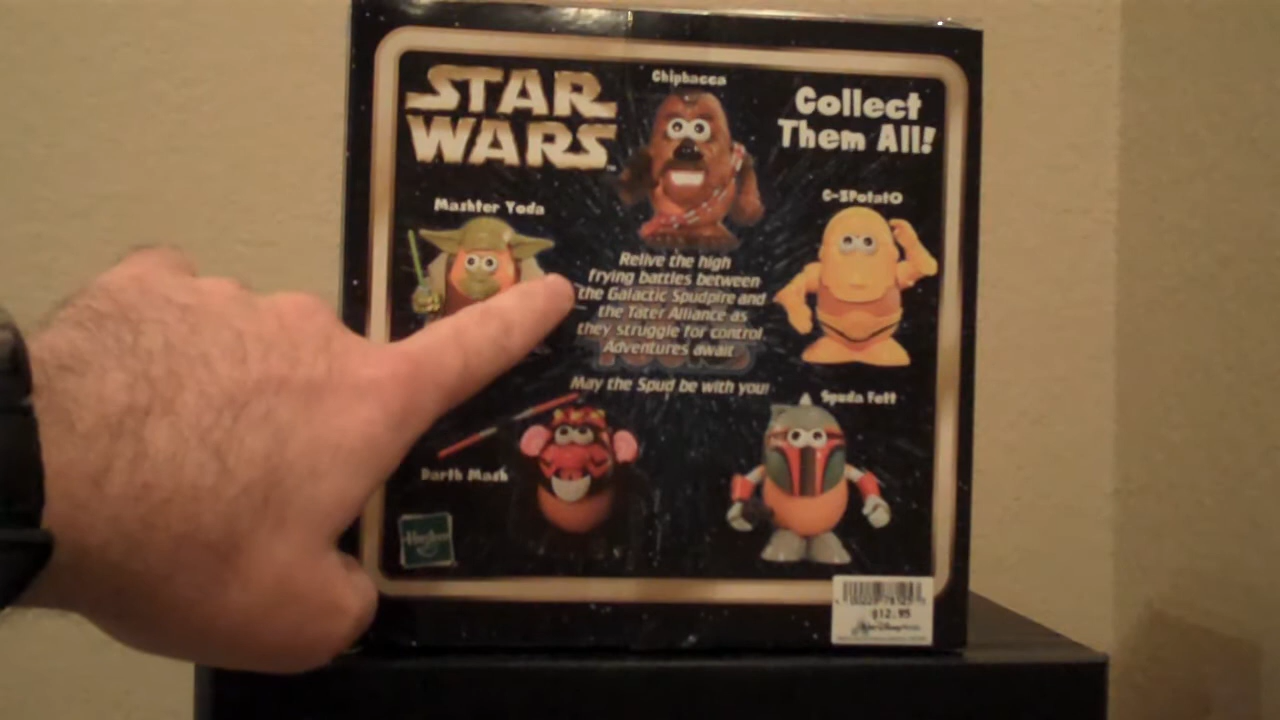 STAR
WARS
Chipbacca
Collect
Them All!
Mashter Yoda
C-3PotatO
Relive the high
frying battles between
the Galactic Spudpire and
the Tater Alliance as
they struggle for control
Adventures await
May the Spud be with you!
Spuda Fett
Darth Mash
Hasbro
$12.95